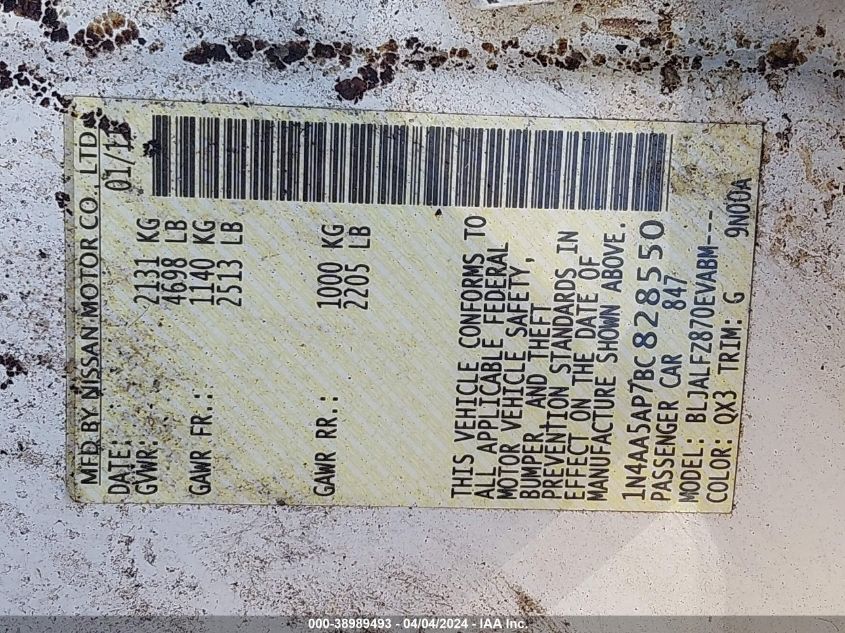 MFD BY NISSAN MOTOR CO., LTD.
DATE: 01/11
GVWR: 2131 KG
4698 LB
GAWR FR.: 1140 KG
2513 LB
GAWR RR.: 1000 KG
2205 LB
THIS VEHICLE CONFORMS TO
ALL APPLICABLE FEDERAL
MOTOR VEHICLE SAFETY,
BUMPER, AND THEFT
PREVENTION STANDARDS IN
EFFECT ON THE DATE OF
MANUFACTURE SHOWN ABOVE.
1N4AA5AP7BC828550
PASSENGER CAR 847
MODEL: BLJALFZ870EVABM---
COLOR: QX3 TRIM: G 9N00A
000-38989493 - 04/04/2024 - IAA Inc.